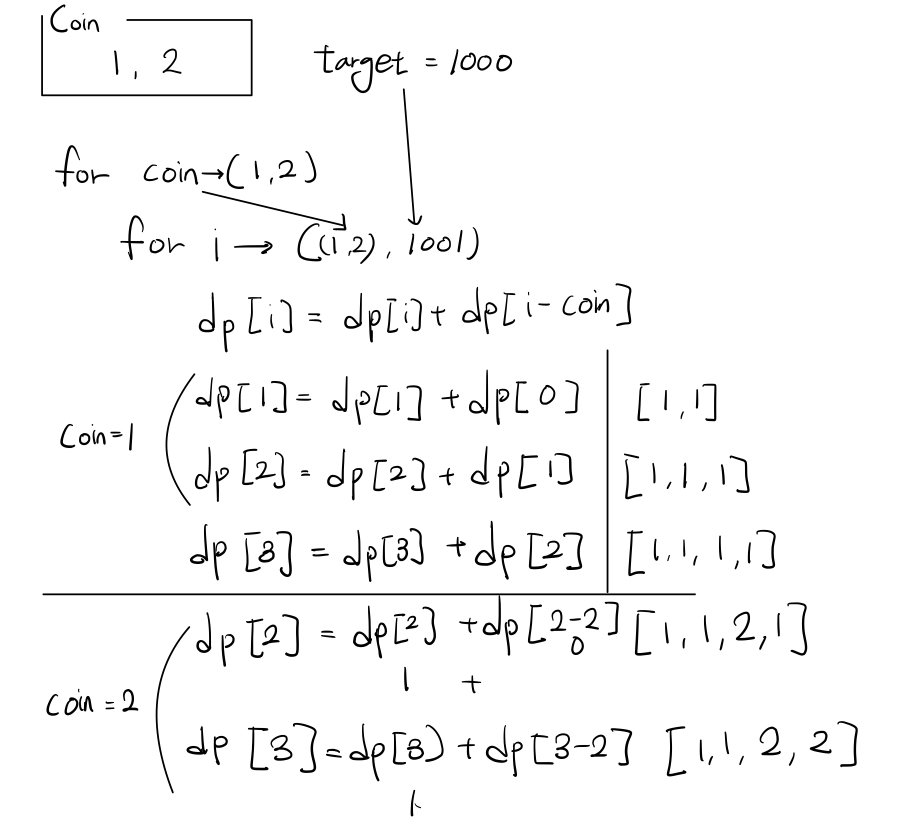 Coin
1, 2
target = 1000
for coin→(1,2)
for i → ((1,2), 1001)
dp[i] = dp[i] + dp[i-coin]
dp[1] = dp[1] + dp[0] [1,1]
Coin=1
dp[2] = dp[2] + dp[1] [1,1,1]
dp[3] = dp[3] + dp[2] [1,1,1,1]
dp[2] = dp[2] + dp[2-2] [1,1,2,1]
0
1 +
Coin=2
dp[3] = dp[3) + dp[3-2] [1,1,2,2]